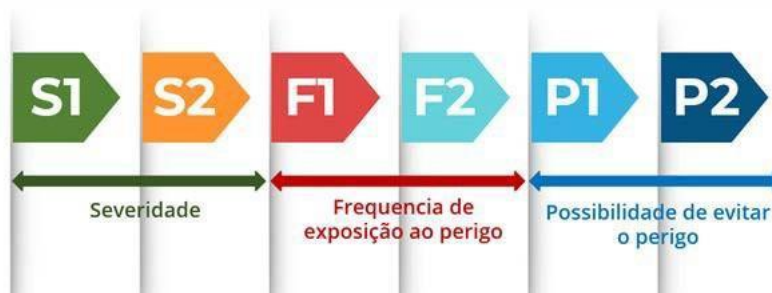 S1 S2 F1 F2 P1 P2
Severidade
Frequencia de
exposição ao perigo
Possibilidade de evitar
o perigo